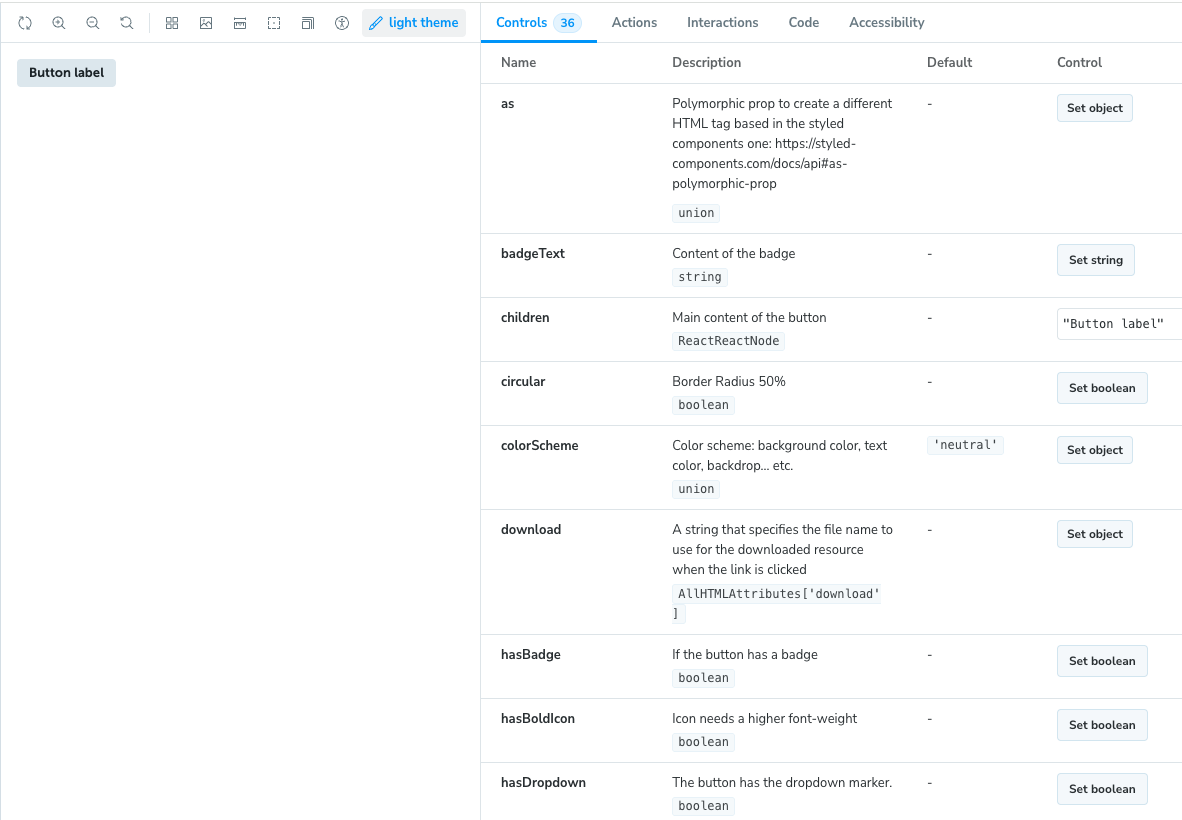 light theme
Controls 36 Actions Interactions Code Accessibility
Button label
Name Description Default Control
as Polymorphic prop to create a different - Set object
HTML tag based in the styled
components one: https://styled-
components.com/docs/api#as-
polymorphic-prop
union
badgeText Content of the badge - Set string
string
children Main content of the button - "Button label"
ReactReactNode
circular Border Radius 50% - Set boolean
boolean
colorScheme Color scheme: background color, text 'neutral' Set object
color, backdrop... etc.
union
download A string that specifies the file name to - Set object
use for the downloaded resource
when the link is clicked
AllHTMLAttributes['download'
]
hasBadge If the button has a badge - Set boolean
boolean
hasBoldIcon Icon needs a higher font-weight - Set boolean
boolean
hasDropdown The button has the dropdown marker. - Set boolean
boolean